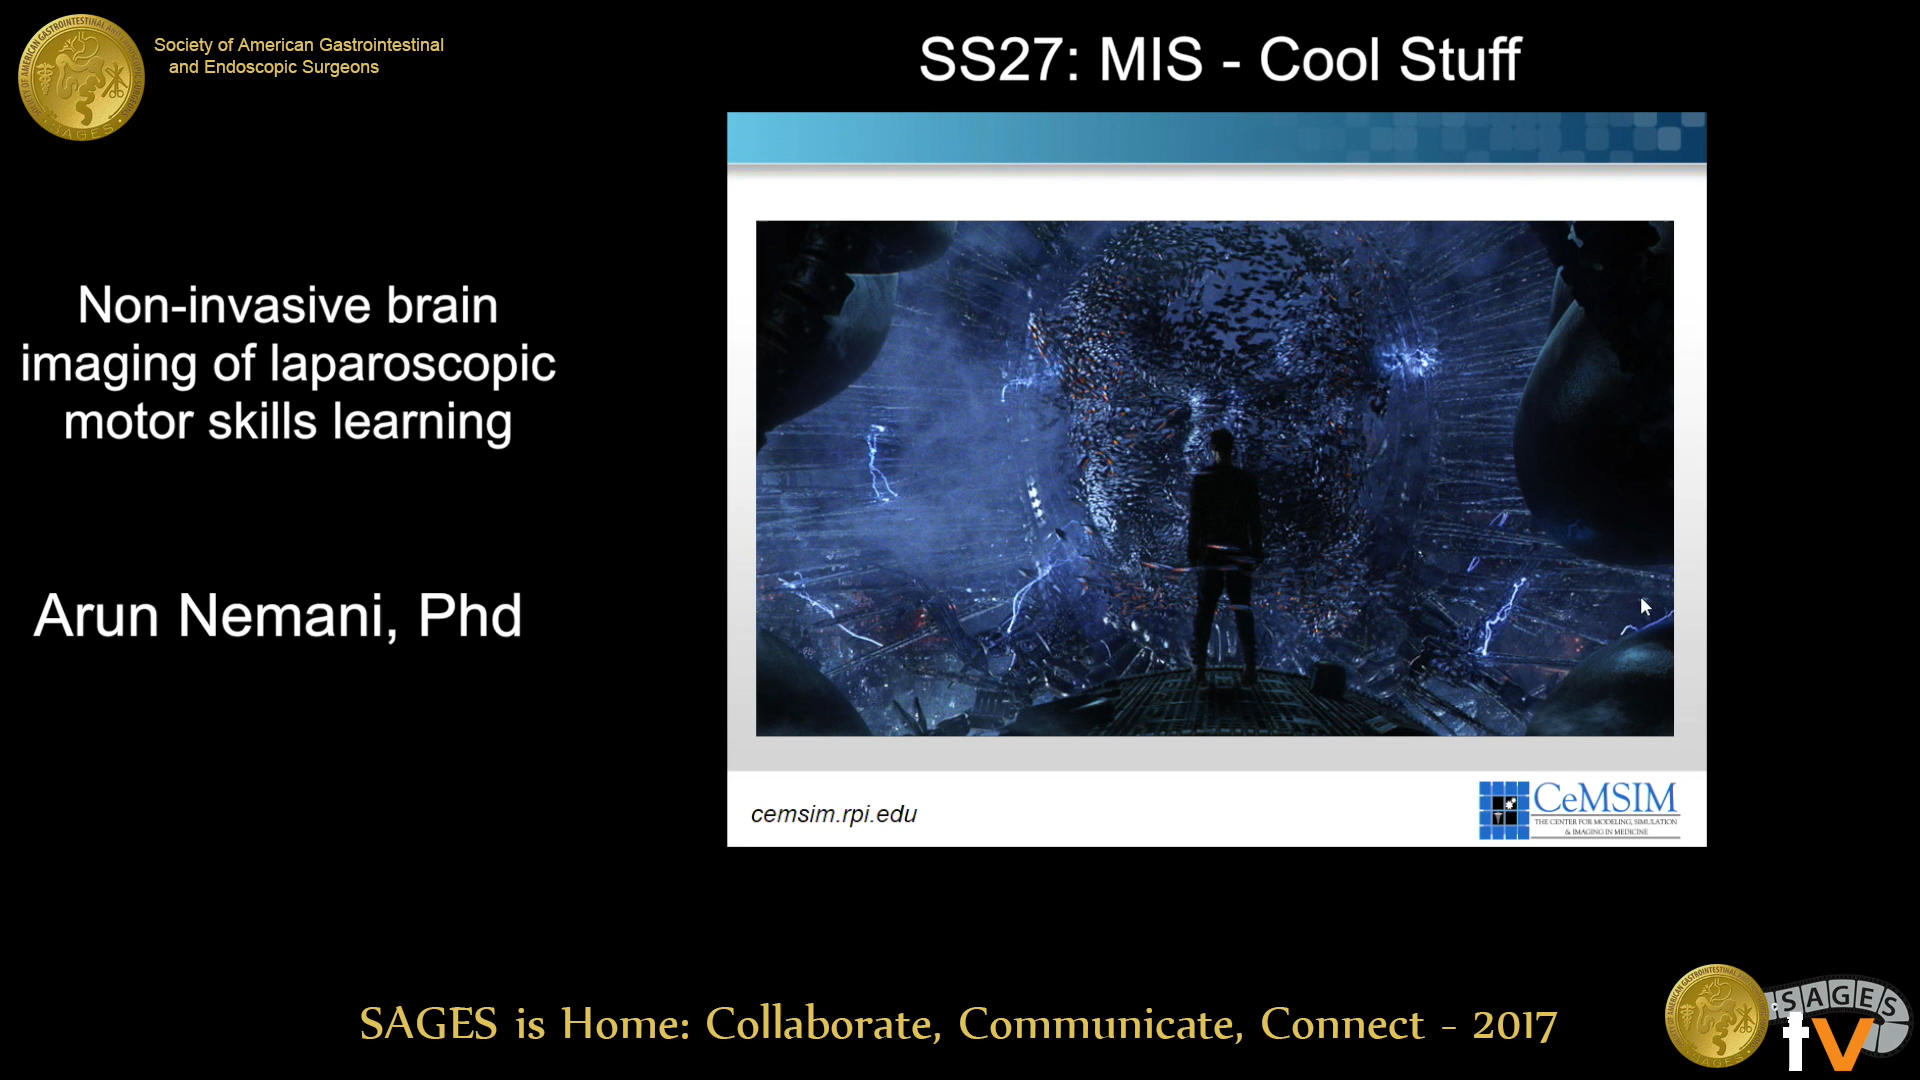 Society of American Gastrointestinal
and Endoscopic Surgeons
SAGES
SS27: MIS - Cool Stuff
Non-invasive brain
imaging of laparoscopic
motor skills learning
Arun Nemani, Phd
cemsim.rpi.edu
CeMSIM
THE CENTER FOR MODELING, SIMULATION
& IMAGING IN MEDICINE
SAGES is Home: Collaborate, Communicate, Connect - 2017
SAGES
tv